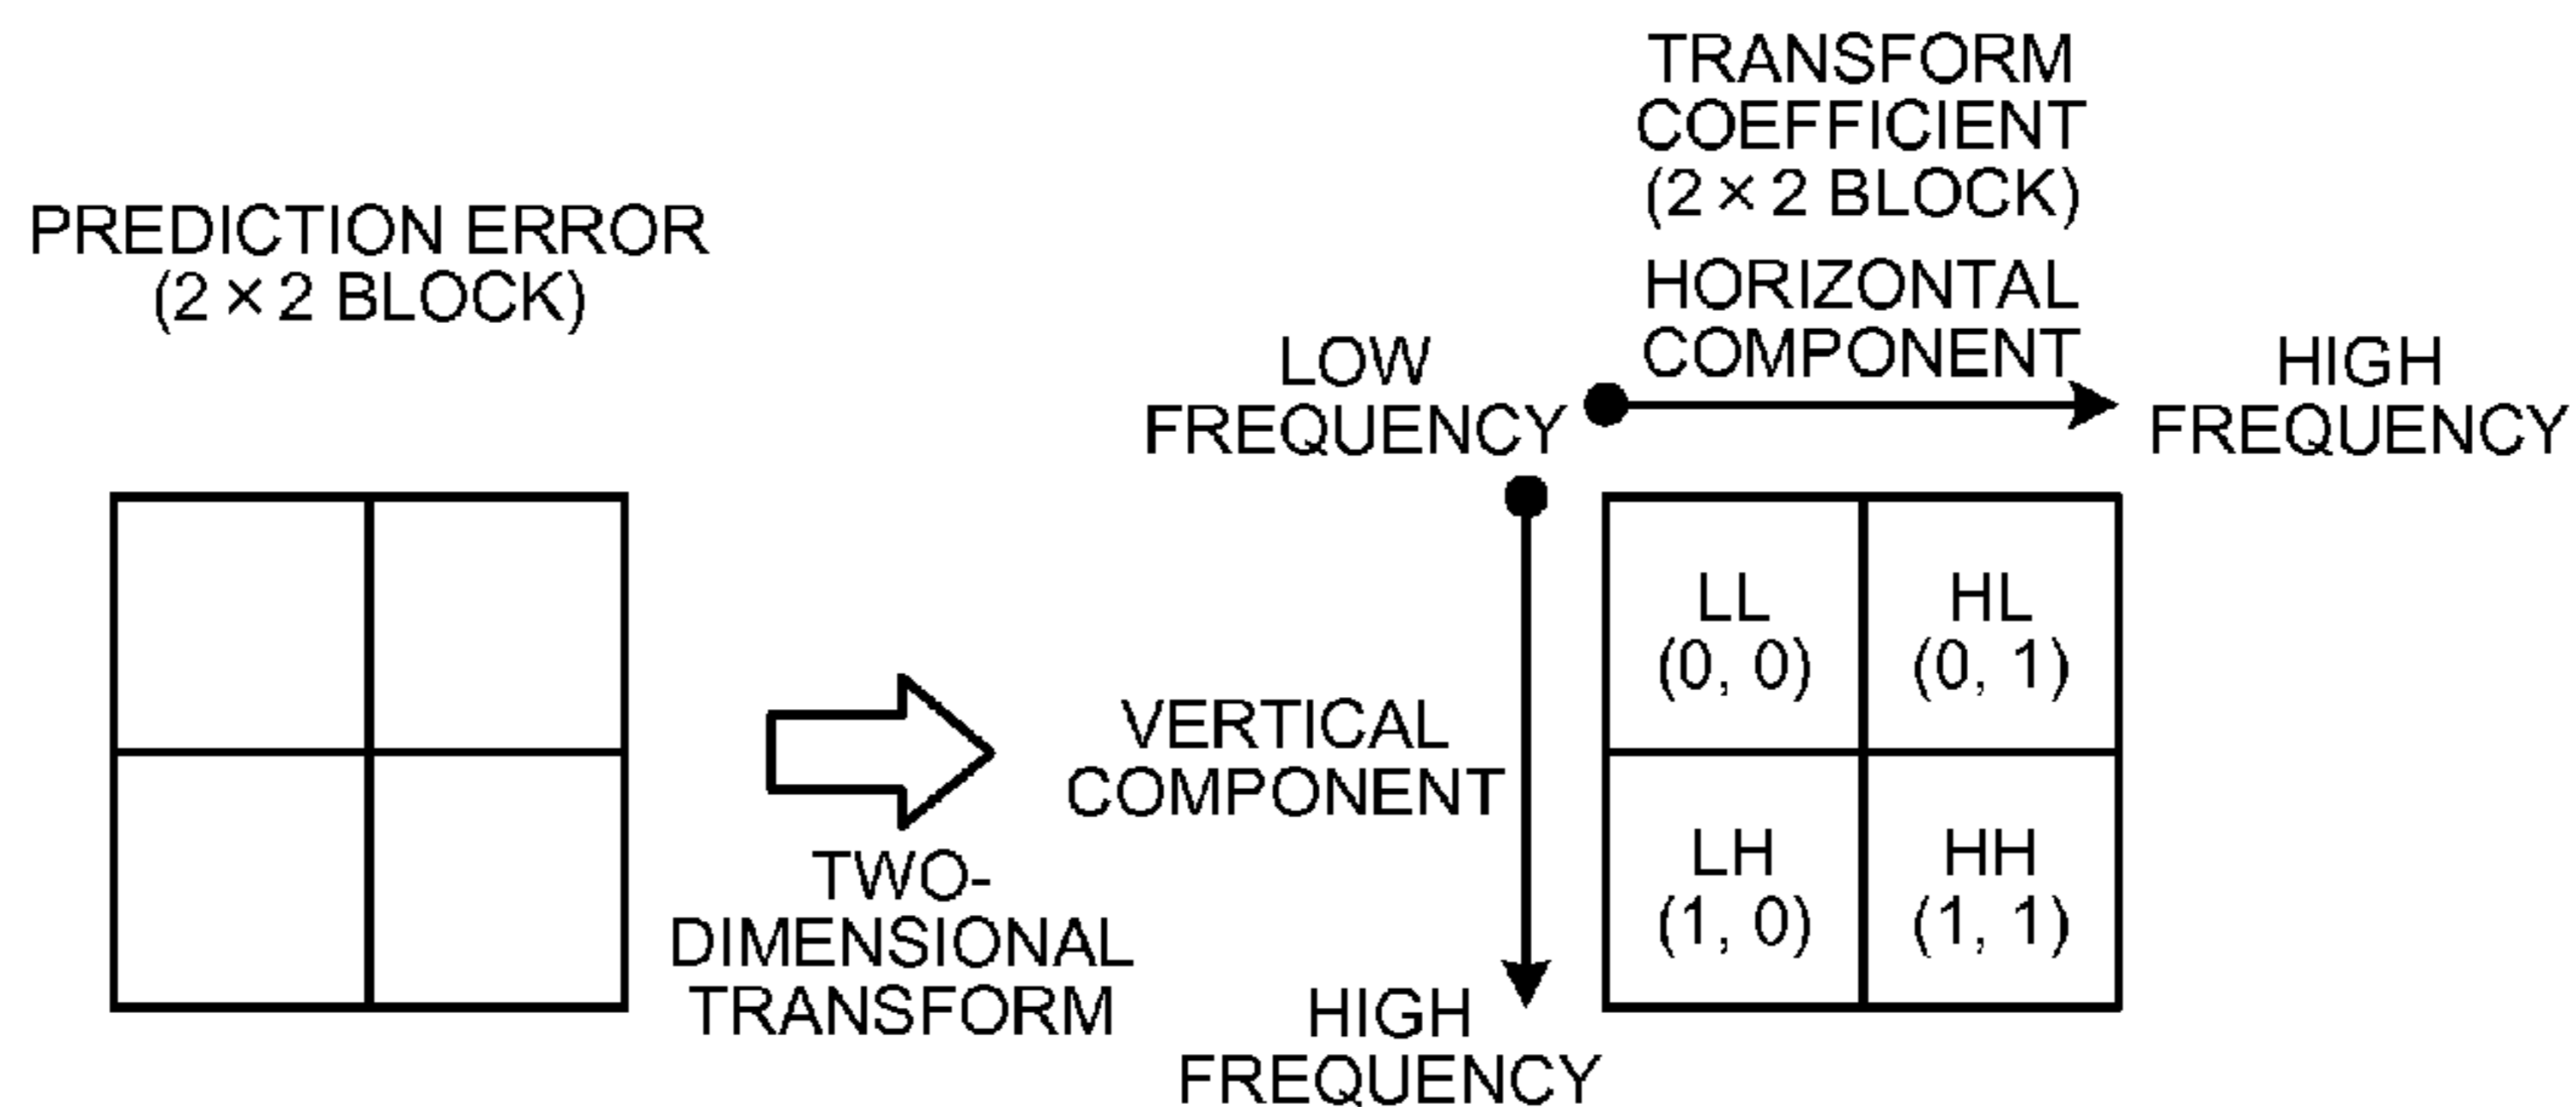 PREDICTION ERROR
(2 × 2 BLOCK)
TWO-
DIMENSIONAL
TRANSFORM
TRANSFORM
COEFFICIENT
(2 × 2 BLOCK)
HORIZONTAL
COMPONENT
LOW
FREQUENCY
HIGH
FREQUENCY
VERTICAL
COMPONENT
HIGH
FREQUENCY
LL
(0, 0)
HL
(0, 1)
LH
(1, 0)
HH
(1, 1)